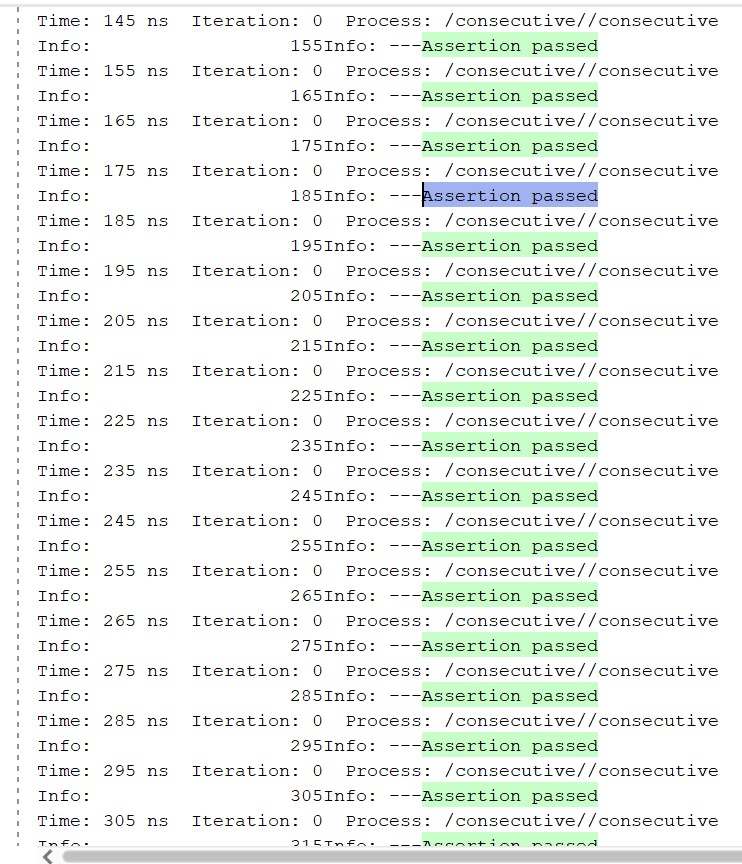 Time: 145 ns  Iteration: 0  Process: /consecutive//consecutive
Info:                  155Info: ---Assertion passed
Time: 155 ns  Iteration: 0  Process: /consecutive//consecutive
Info:                  165Info: ---Assertion passed
Time: 165 ns  Iteration: 0  Process: /consecutive//consecutive
Info:                  175Info: ---Assertion passed
Time: 175 ns  Iteration: 0  Process: /consecutive//consecutive
Info:                  185Info: ---Assertion passed
Time: 185 ns  Iteration: 0  Process: /consecutive//consecutive
Info:                  195Info: ---Assertion passed
Time: 195 ns  Iteration: 0  Process: /consecutive//consecutive
Info:                  205Info: ---Assertion passed
Time: 205 ns  Iteration: 0  Process: /consecutive//consecutive
Info:                  215Info: ---Assertion passed
Time: 215 ns  Iteration: 0  Process: /consecutive//consecutive
Info:                  225Info: ---Assertion passed
Time: 225 ns  Iteration: 0  Process: /consecutive//consecutive
Info:                  235Info: ---Assertion passed
Time: 235 ns  Iteration: 0  Process: /consecutive//consecutive
Info:                  245Info: ---Assertion passed
Time: 245 ns  Iteration: 0  Process: /consecutive//consecutive
Info:                  255Info: ---Assertion passed
Time: 255 ns  Iteration: 0  Process: /consecutive//consecutive
Info:                  265Info: ---Assertion passed
Time: 265 ns  Iteration: 0  Process: /consecutive//consecutive
Info:                  275Info: ---Assertion passed
Time: 275 ns  Iteration: 0  Process: /consecutive//consecutive
Info:                  285Info: ---Assertion passed
Time: 285 ns  Iteration: 0  Process: /consecutive//consecutive
Info:                  295Info: ---Assertion passed
Time: 295 ns  Iteration: 0  Process: /consecutive//consecutive
Info:                  305Info: ---Assertion passed
Time: 305 ns  Iteration: 0  Process: /consecutive//consecutive
Info:                  315Info: ---Assertion passed